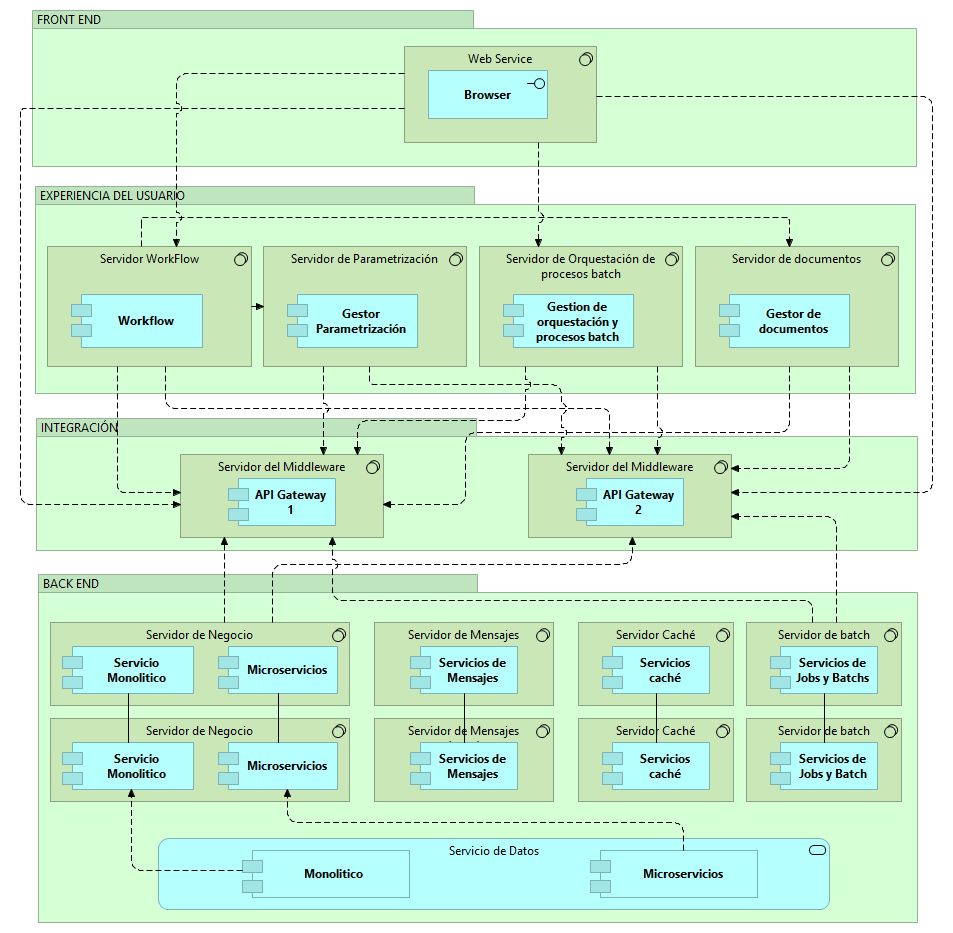 FRONT END
Web Service
Browser
EXPERIENCIA DEL USUARIO
Servidor WorkFlow
Workflow
Servidor de Parametrización
Gestor
Parametrización
Servidor de Orquestación de
procesos batch
Gestion de
orquestación y
procesos batch
Servidor de documentos
Gestor de
documentos
INTEGRACIÓN
Servidor del Middleware
API Gateway
1
Servidor del Middleware
API Gateway
2
BACK END
Servidor de Negocio
Servicio
Monolitico
Microservicios
Servidor de Mensajes
Servicios de
Mensajes
Servidor Caché
Servicios
caché
Servidor de batch
Servicios de
Jobs y Batchs
Servidor de Negocio
Servicio
Monolitico
Microservicios
Servidor de Mensajes
Servicios de
Mensajes
Servidor Caché
Servicios
caché
Servidor de batch
Servicios de
Jobs y Batch
Servicio de Datos
Monolitico
Microservicios